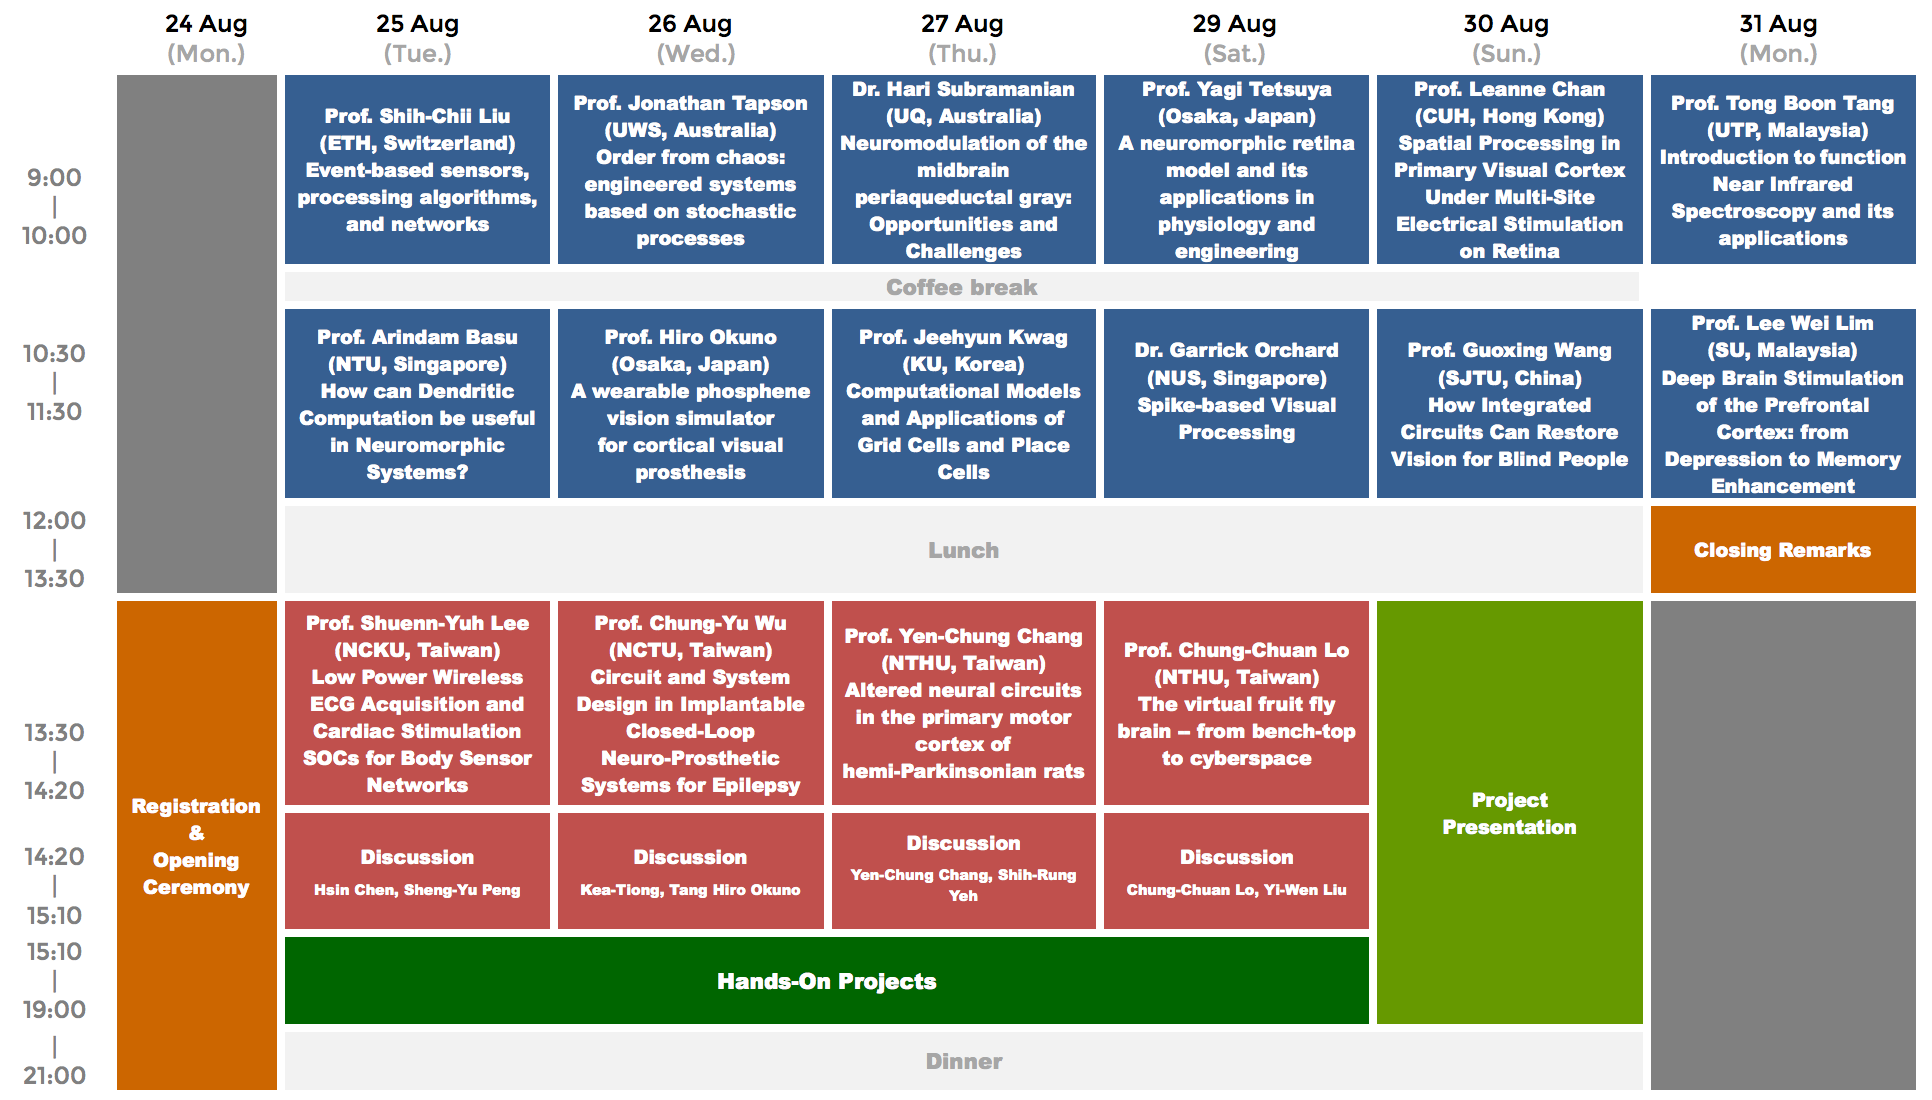 24 Aug
(Mon.)
25 Aug
(Tue.)
26 Aug
(Wed.)
27 Aug
(Thu.)
29 Aug
(Sat.)
30 Aug
(Sun.)
31 Aug
(Mon.)
9:00
|
10:00
Prof. Shih-Chii Liu
(ETH, Switzerland)
Event-based sensors,
processing algorithms,
and networks
Prof. Jonathan Tapson
(UWS, Australia)
Order from chaos:
engineered systems
based on stochastic
processes
Dr. Hari Subramanian
(UQ, Australia)
Neuromodulation of the
midbrain
periaqueductal gray:
Opportunities and
Challenges
Prof. Yagi Tetsuya
(Osaka, Japan)
A neuromorphic retina
model and its
applications in
physiology and
engineering
Prof. Leanne Chan
(CUH, Hong Kong)
Spatial Processing in
Primary Visual Cortex
Under Multi-Site
Electrical Stimulation
on Retina
Prof. Tong Boon Tang
(UTP, Malaysia)
Introduction to function
Near Infrared
Spectroscopy and its
applications
Coffee break
10:30
|
11:30
Prof. Arindam Basu
(NTU, Singapore)
How can Dendritic
Computation be useful
in Neuromorphic
Systems?
Prof. Hiro Okuno
(Osaka, Japan)
A wearable phosphene
vision simulator
for cortical visual
prosthesis
Prof. Jeehyun Kwag
(KU, Korea)
Computational Models
and Applications of
Grid Cells and Place
Cells
Dr. Garrick Orchard
(NUS, Singapore)
Spike-based Visual
Processing
Prof. Guoxing Wang
(SJTU, China)
How Integrated
Circuits Can Restore
Vision for Blind People
Prof. Lee Wei Lim
(SU, Malaysia)
Deep Brain Stimulation
of the Prefrontal
Cortex: from
Depression to Memory
Enhancement
12:00
|
13:30
Lunch
Closing Remarks
Registration
&
Opening
Ceremony
13:30
|
14:20
Prof. Shuenn-Yuh Lee
(NCKU, Taiwan)
Low Power Wireless
ECG Acquisition and
Cardiac Stimulation
SOCs for Body Sensor
Networks
Prof. Chung-Yu Wu
(NCTU, Taiwan)
Circuit and System
Design in Implantable
Closed-Loop
Neuro-Prosthetic
Systems for Epilepsy
Prof. Yen-Chung Chang
(NTHU, Taiwan)
Altered neural circuits
in the primary motor
cortex of
hemi-Parkinsonian rats
Prof. Chung-Chuan Lo
(NTHU, Taiwan)
The virtual fruit fly
brain – from bench-top
to cyberspace
Project
Presentation
14:20
|
15:10
Discussion
Hsin Chen, Sheng-Yu Peng
Discussion
Kea-Tiong, Tang Hiro Okuno
Discussion
Yen-Chung Chang, Shih-Rung
Yeh
Discussion
Chung-Chuan Lo, Yi-Wen Liu
15:10
|
19:00
Hands-On Projects
|
21:00
Dinner